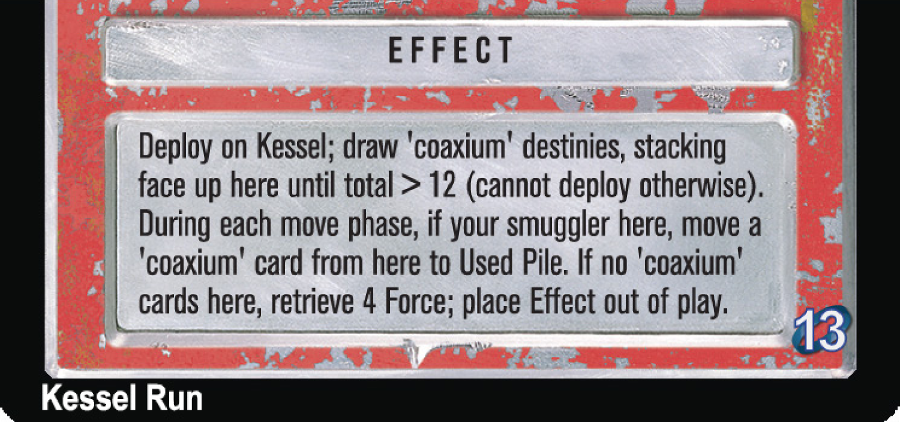 EFFECT
Deploy on Kessel; draw 'coaxium' destinies, stacking
face up here until total > 12 (cannot deploy otherwise).
During each move phase, if your smuggler here, move a
'coaxium' card from here to Used Pile. If no 'coaxium'
cards here, retrieve 4 Force; place Effect out of play.
13
Kessel Run